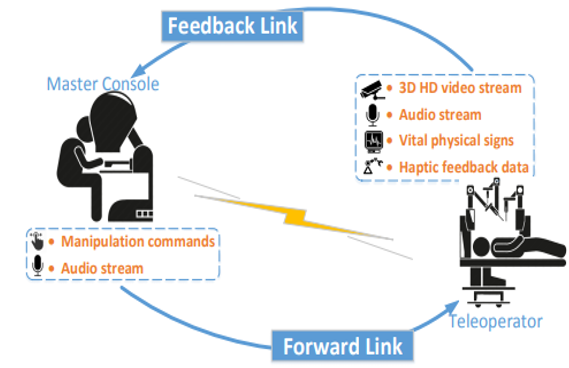 Feedback Link
Master Console
• 3D HD video stream
• Audio stream
• Vital physical signs
• Haptic feedback data
• Manipulation commands
• Audio stream
Teleoperator
Forward Link